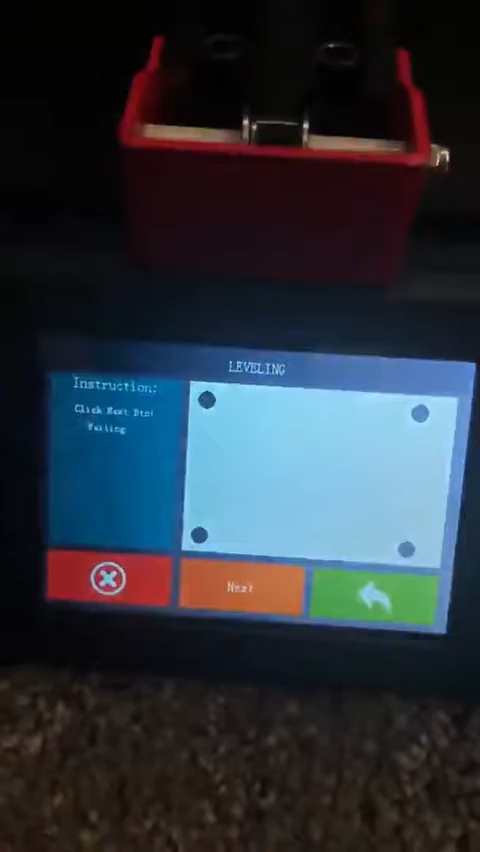 LEVELING
Instruction:
Click Next Btn!
Waiting
Next